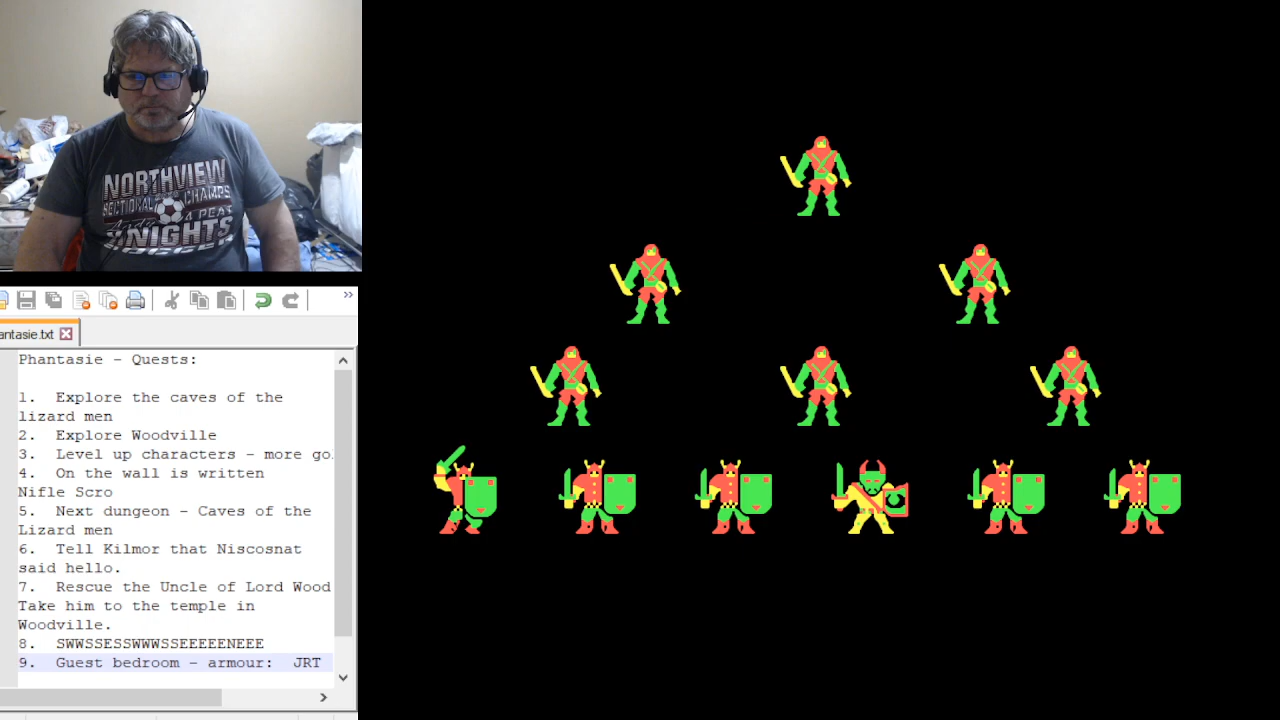 NORTHVIEW
SECTIONAL CHAMPS
4 PEAT
KNIGHTS
SOCCER
antasie.txt
Phantasie - Quests:
1. Explore the caves of the
lizard men
2. Explore Woodville
3. Level up characters - more go
4. On the wall is written
Nifle Scro
5. Next dungeon - Caves of the
Lizard men
6. Tell Kilmor that Niscosnat
said hello.
7. Rescue the Uncle of Lord Wood
Take him to the temple in
Woodville.
8. SWWSSESSWWWSSEEEEENEEE
9. Guest bedroom - armour: JRT